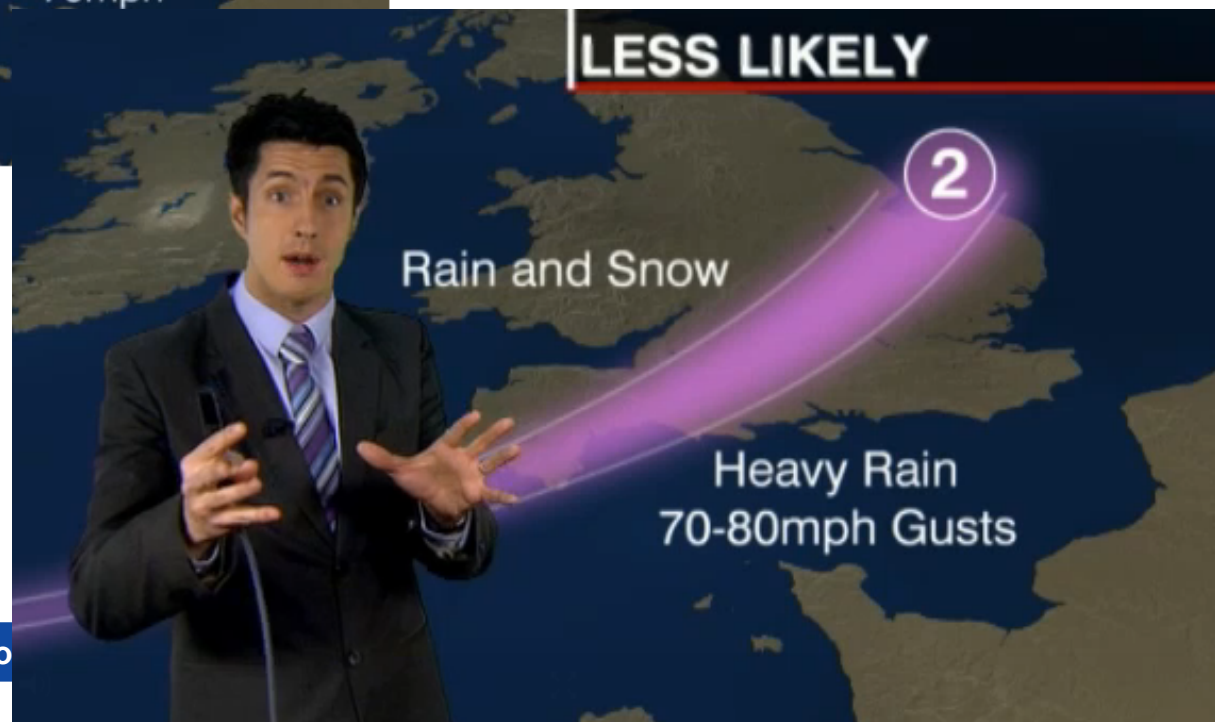 LESS LIKELY
2
Rain and Snow
Heavy Rain
70-80mph Gusts